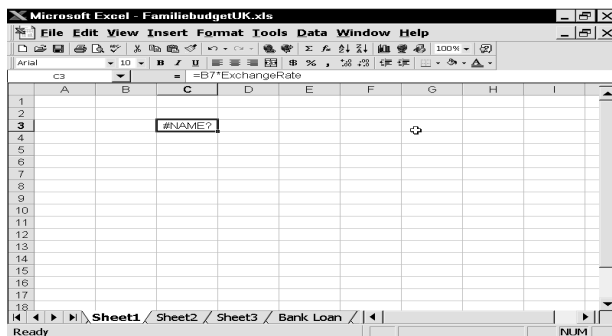 Microsoft Excel - FamiliebudgetUK.xls
File Edit View Insert Format Tools Data Window Help
100%
Arial 10 B I U $ % ,
C3 = =B7*ExchangeRate
A B C D E F G H I
1
2
3 #NAME?
4
5
6
7
8
9
10
11
12
13
14
15
16
17
18
Sheet1 Sheet2 Sheet3 Bank Loan
Ready NUM